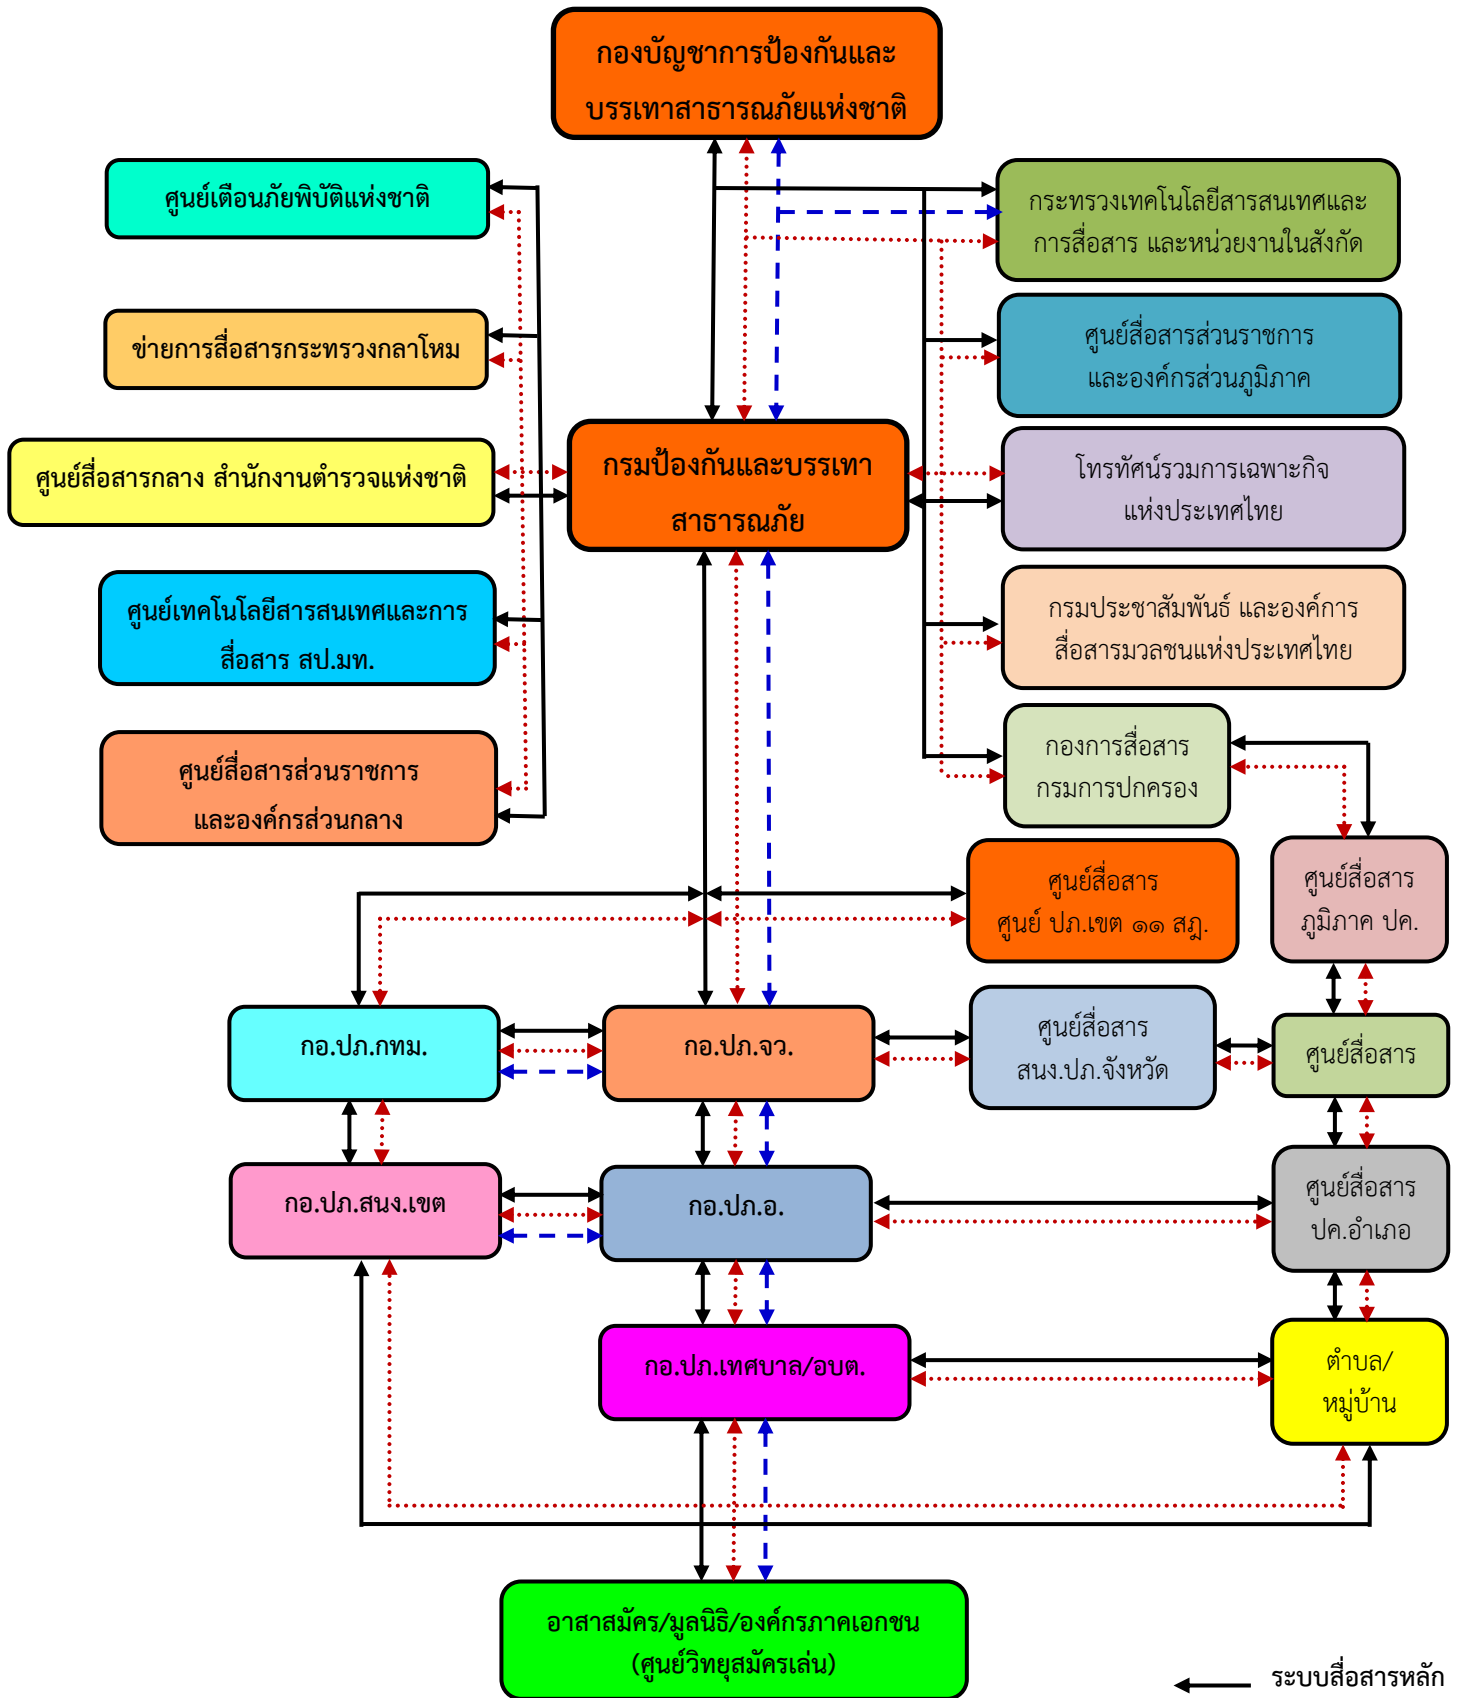 กองบัญชาการป้องกันและ
บรรเทาสาธารณภัยแห่งชาติ
ศูนย์เตือนภัยพิบัติแห่งชาติ
กระทรวงเทคโนโลยีสารสนเทศและ
การสื่อสาร และหน่วยงานในสังกัด
ข่ายการสื่อสารกระทรวงกลาโหม
ศูนย์สื่อสารส่วนราชการ
และองค์กรส่วนภูมิภาค
ศูนย์สื่อสารกลาง สำนักงานตำรวจแห่งชาติ
กรมป้องกันและบรรเทา
สาธารณภัย
โทรทัศน์รวมการเฉพาะกิจ
แห่งประเทศไทย
ศูนย์เทคโนโลยีสารสนเทศและการ
สื่อสาร สป.มท.
กรมประชาสัมพันธ์ และองค์การ
สื่อสารมวลชนแห่งประเทศไทย
ศูนย์สื่อสารส่วนราชการ
และองค์กรส่วนกลาง
กองการสื่อสาร
กรมการปกครอง
ศูนย์สื่อสาร
ศูนย์ ปภ.เขต ๑๑ สฎ.
ศูนย์สื่อสาร
ภูมิภาค ปค.
กอ.ปภ.กทม.
กอ.ปภ.จว.
ศูนย์สื่อสาร
สนง.ปภ.จังหวัด
ศูนย์สื่อสาร
กอ.ปภ.สนง.เขต
กอ.ปภ.อ.
ศูนย์สื่อสาร
ปค.อำเภอ
กอ.ปภ.เทศบาล/อบต.
ตำบล/
หมู่บ้าน
อาสาสมัคร/มูลนิธิ/องค์กรภาคเอกชน
(ศูนย์วิทยุสมัครเล่น)
ระบบสื่อสารหลัก